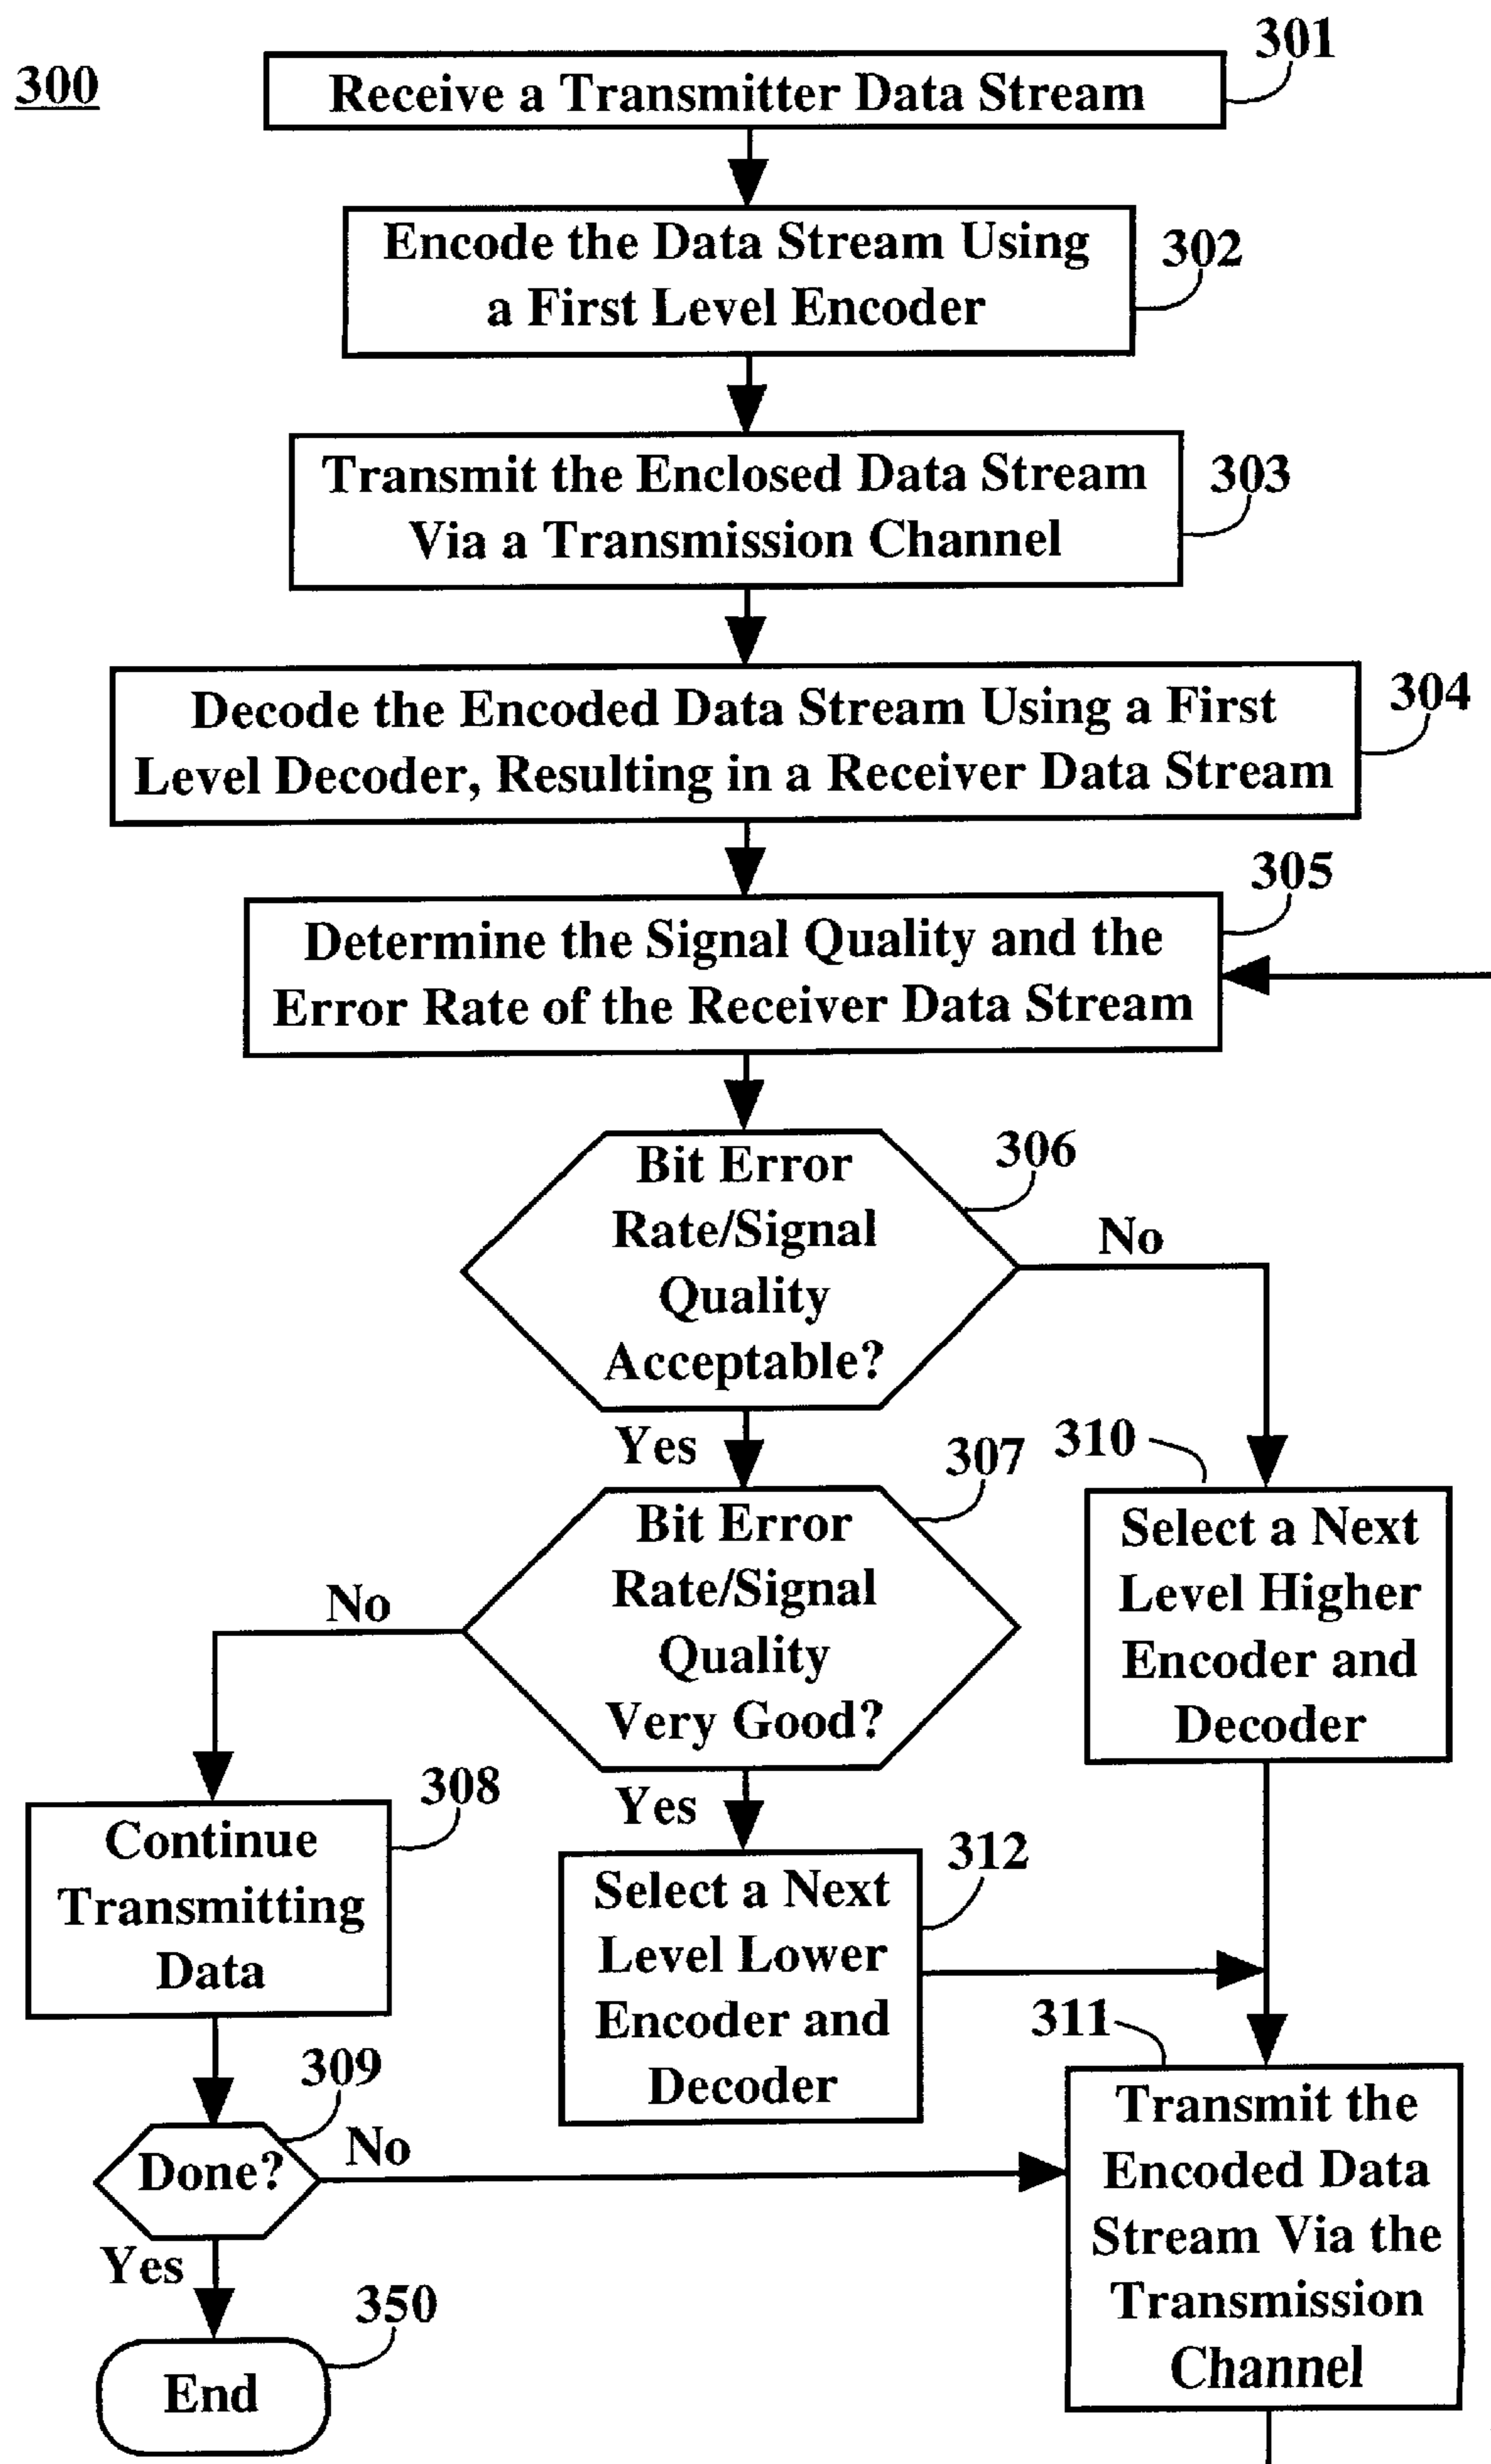 300
301
Receive a Transmitter Data Stream
Encode the Data Stream Using
a First Level Encoder
302
Transmit the Enclosed Data Stream
Via a Transmission Channel
303
Decode the Encoded Data Stream Using a First
Level Decoder, Resulting in a Receiver Data Stream
304
305
Determine the Signal Quality and the
Error Rate of the Receiver Data Stream
Bit Error
Rate/Signal
Quality
Acceptable?
306
No
Yes
307
310
Bit Error
Rate/Signal
Quality
Very Good?
No
Select a Next
Level Higher
Encoder and
Decoder
Yes
308
Continue
Transmitting
Data
312
Select a Next
Level Lower
Encoder and
Decoder
311
309
Done?
No
Transmit the
Encoded Data
Stream Via the
Transmission
Channel
Yes
350
End